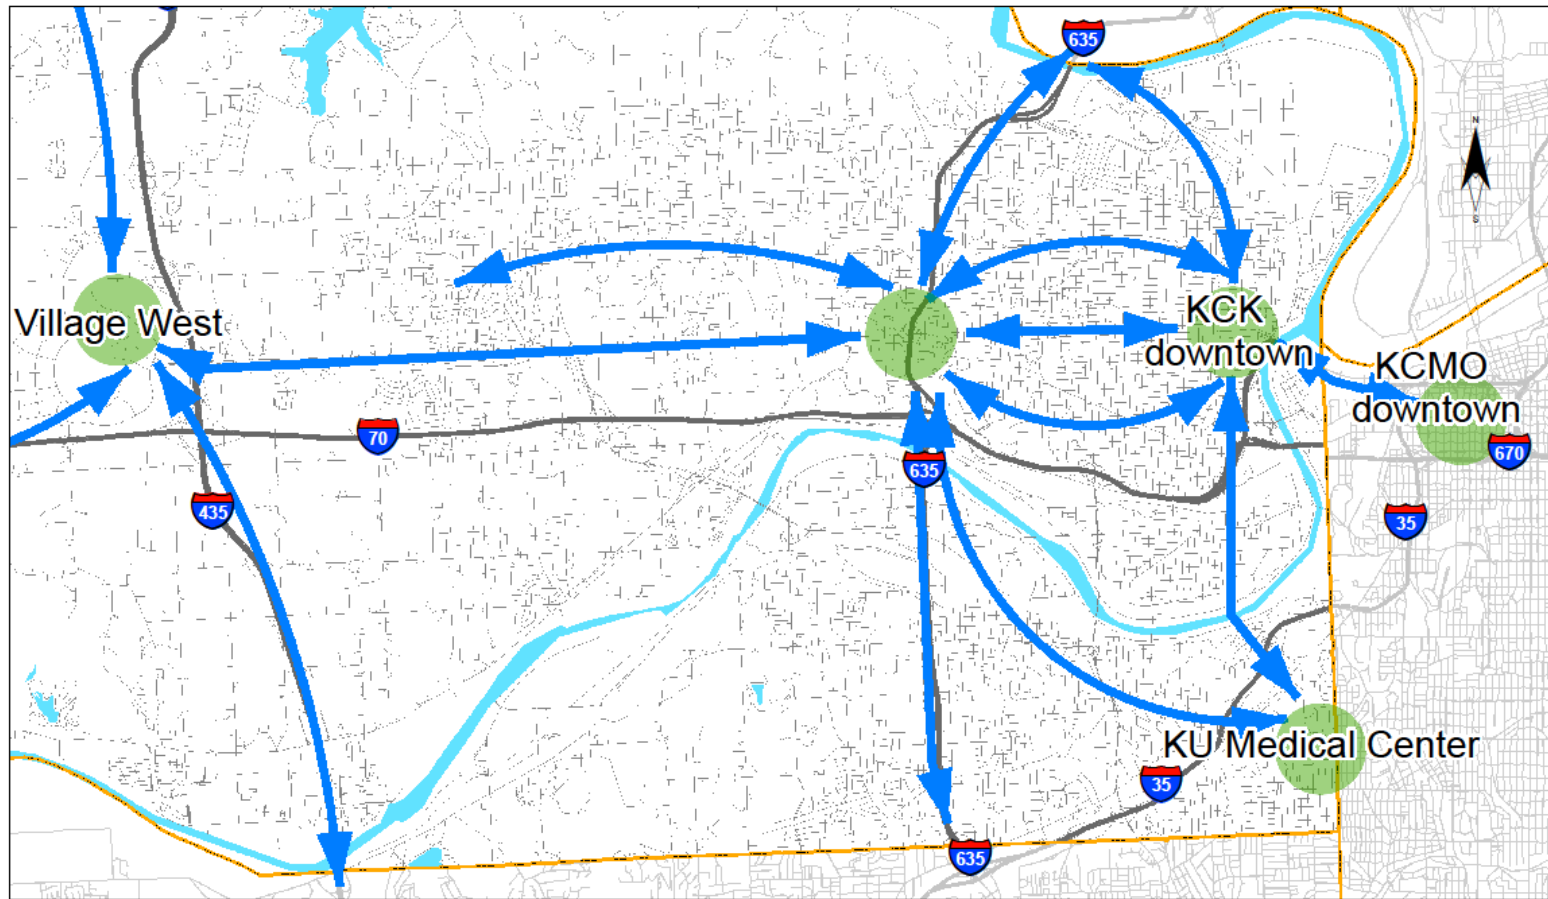 635
N
S
Village West
KCK
downtown
KCMO
downtown
70
670
635
435
35
KU Medical Center
35
635